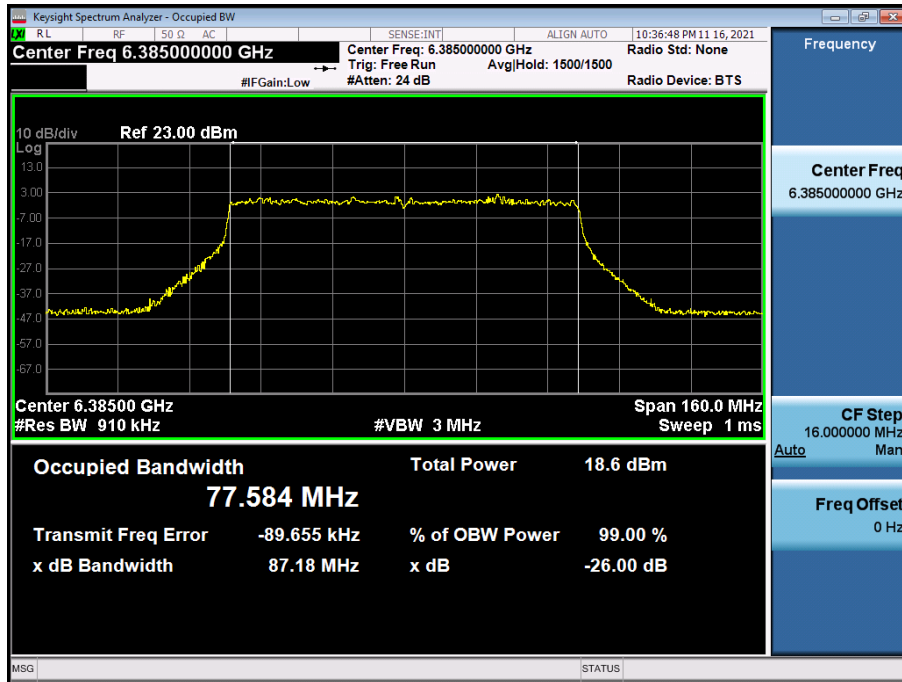 Keysight Spectrum Analyzer - Occupied BW
LXI RL RF 50 Ω AC SENSE:INT ALIGN AUTO 10:36:48 PM 11 16, 2021
Center Freq 6.385000000 GHz
Center Freq: 6.385000000 GHz Radio Std: None
Trig: Free Run Avg|Hold: 1500/1500
#IFGain:Low #Atten: 24 dB Radio Device: BTS
10 dB/div Ref 23.00 dBm
Log
13.0
3.00
-7.00
-17.0
-27.0
-37.0
-47.0
-57.0
-67.0
Center 6.38500 GHz Span 160.0 MHz
#Res BW 910 kHz #VBW 3 MHz Sweep 1 ms
Occupied Bandwidth Total Power 18.6 dBm
77.584 MHz
Transmit Freq Error -89.655 kHz % of OBW Power 99.00 %
x dB Bandwidth 87.18 MHz x dB -26.00 dB
MSG STATUS
Frequency
Center Freq
6.385000000 GHz
CF Step
16.000000 MHz
Auto Man
Freq Offset
0 Hz